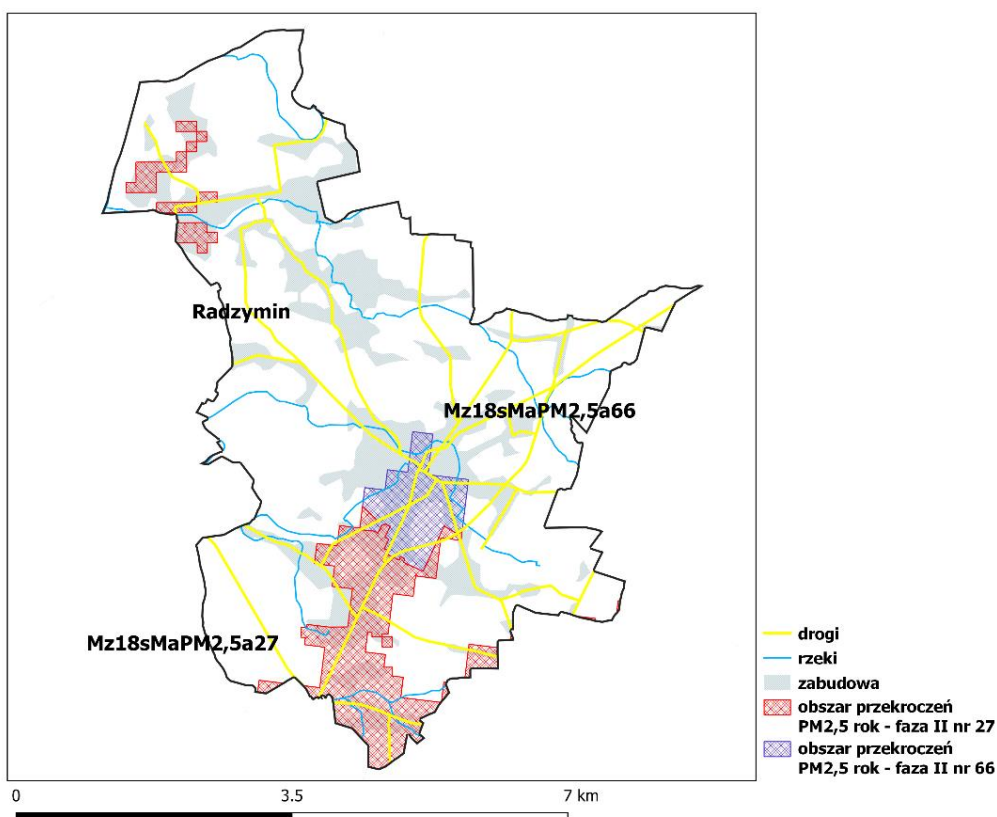 Radzymin
Mz18sMaPM2,5a66
Mz18sMaPM2,5a27
drogi
rzeki
zabudowa
obszar przekroczeń
PM2,5 rok - faza II nr 27
obszar przekroczeń
PM2,5 rok - faza II nr 66
0 3.5 7 km